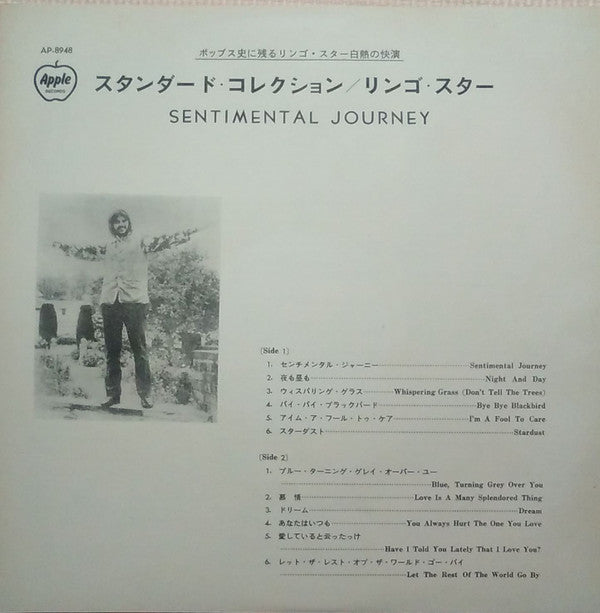 AP-8948
Apple
RECORDS
ポップス史に残るリンゴ・スター白熱の快演
スタンダード・コレクション/リンゴ・スター
SENTIMENTAL JOURNEY
(Side 1)
1. センチメンタル・ジャーニー Sentimental Journey
2. 夜も昼も Night And Day
3. ウィスパリング・グラス Whispering Grass (Don't Tell The Trees)
4. バイ・バイ・ブラックバード Bye Bye Blackbird
5. アイム・ア・フール・トゥ・ケア I'm A Fool To Care
6. スターダスト Stardust
(Side 2)
1. ブルー・ターニング・グレイ・オーバー・ユー
Blue, Turning Grey Over You
2. 慕情 Love Is A Many Splendored Thing
3. ドリーム Dream
4. あなたはいつも You Always Hurt The One You Love
5. 愛していると云ったっけ
Have I Told You Lately That I Love You?
6. レット・ザ・レスト・オブ・ザ・ワールド・ゴー・バイ
Let The Rest Of The World Go By